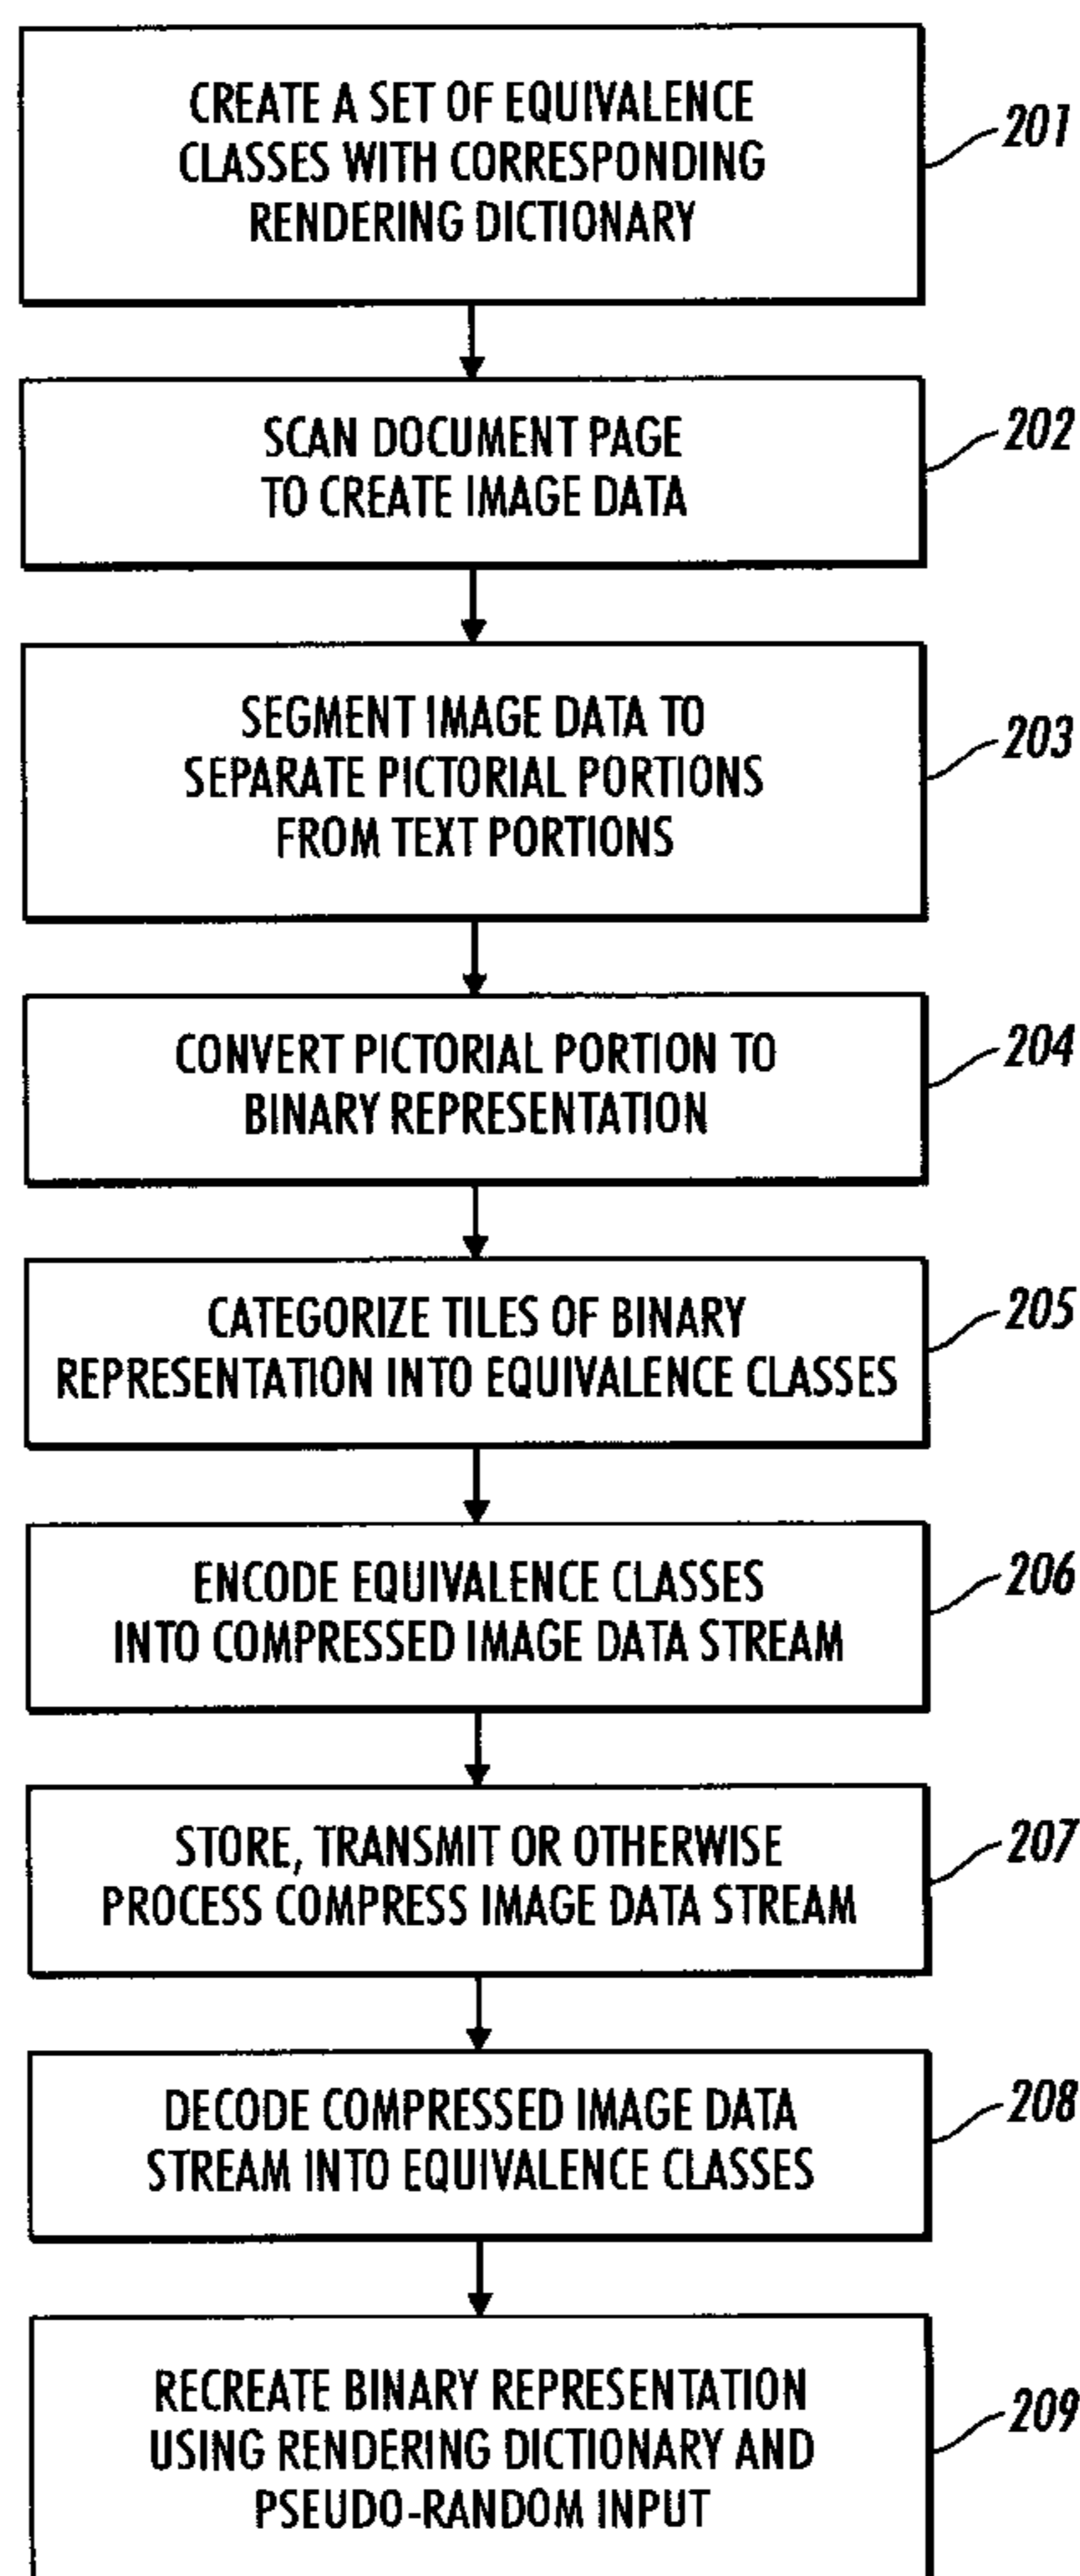 CREATE A SET OF EQUIVALENCE
CLASSES WITH CORRESPONDING
RENDERING DICTIONARY
201
SCAN DOCUMENT PAGE
TO CREATE IMAGE DATA
202
SEGMENT IMAGE DATA TO
SEPARATE PICTORIAL PORTIONS
FROM TEXT PORTIONS
203
CONVERT PICTORIAL PORTION TO
BINARY REPRESENTATION
204
CATEGORIZE TILES OF BINARY
REPRESENTATION INTO EQUIVALENCE CLASSES
205
ENCODE EQUIVALENCE CLASSES
INTO COMPRESSED IMAGE DATA STREAM
206
STORE, TRANSMIT OR OTHERWISE
PROCESS COMPRESS IMAGE DATA STREAM
207
DECODE COMPRESSED IMAGE DATA
STREAM INTO EQUIVALENCE CLASSES
208
RECREATE BINARY REPRESENTATION
USING RENDERING DICTIONARY AND
PSEUDO-RANDOM INPUT
209